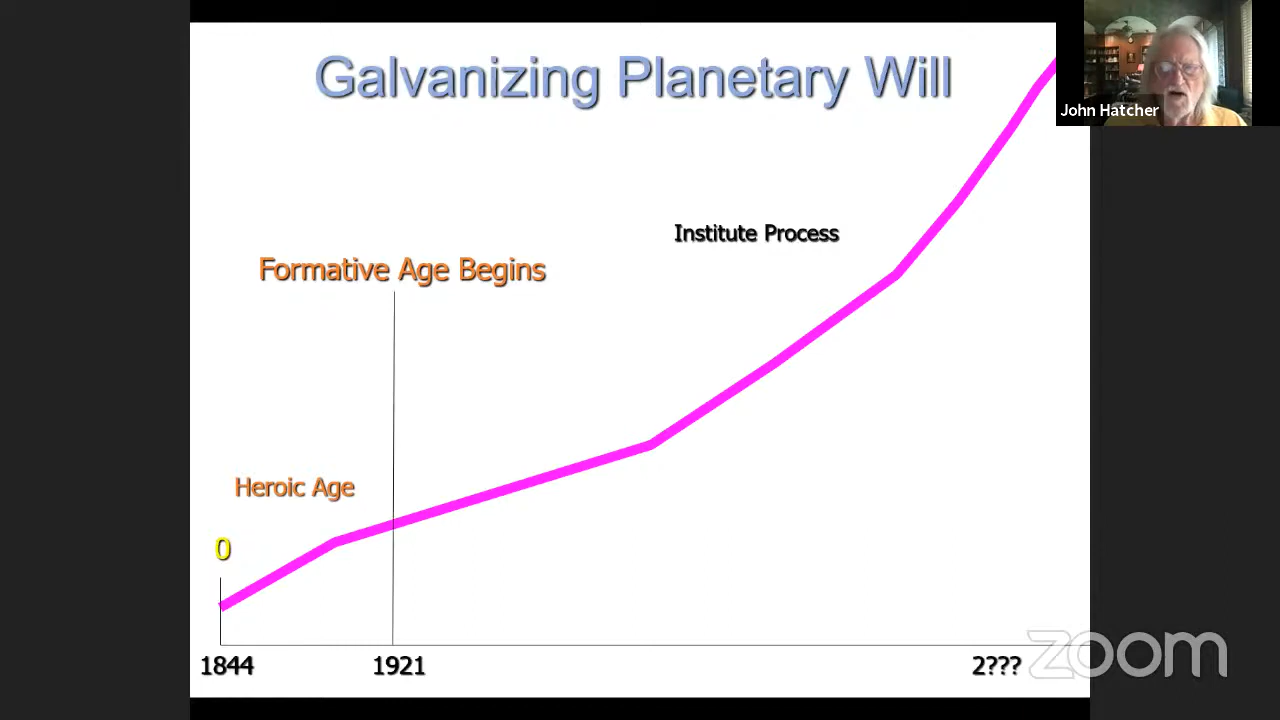 Galvanizing Planetary Will
John Hatcher
Institute Process
Formative Age Begins
Heroic Age
0
1844
1921
2????
zoom